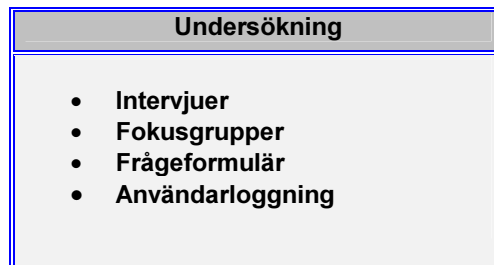 Undersökning
• Intervjuer
• Fokusgrupper
• Frågeformulär
• Användarloggning